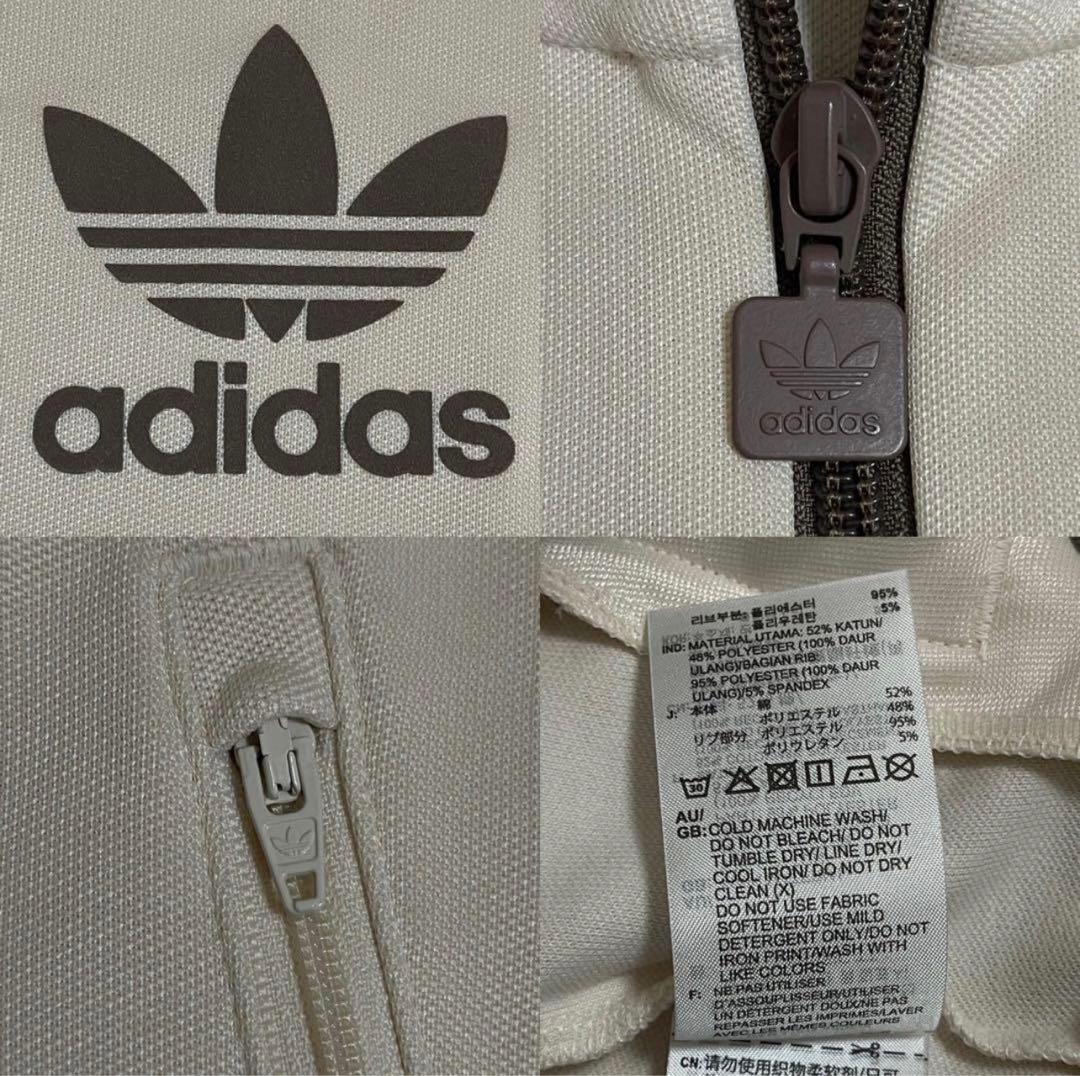 adidas
adidas
리브부분: 폴리에스터 95%
폴리우레탄 5%
IND: MATERIAL UTAMA: 52% KATUN/
48% POLYESTER (100% DAUR
ULANG)/BAGIAN RIB:
95% POLYESTER (100% DAUR
ULANG)/5% SPANDEX
J: 本体 綿 52%
ポリエステル 48%
リブ部分 ポリエステル 95%
ポリウレタン 5%
30
AU/
GB: COLD MACHINE WASH/
DO NOT BLEACH/ DO NOT
TUMBLE DRY/ LINE DRY/
COOL IRON/ DO NOT DRY
CLEAN (X)
DO NOT USE FABRIC
SOFTENER/USE MILD
DETERGENT ONLY/DO NOT
IRON PRINT/WASH WITH
LIKE COLORS
F: NE PAS UTILISER
D'ASSOUPLISSEUR/UTILISER
UN DÉTERGENT DOUX/NE PAS
REPASSER LES IMPRIMÉS/LAVER
AVEC LES MÊMES COULEURS
CN: 请勿使用织物柔软剂/只可